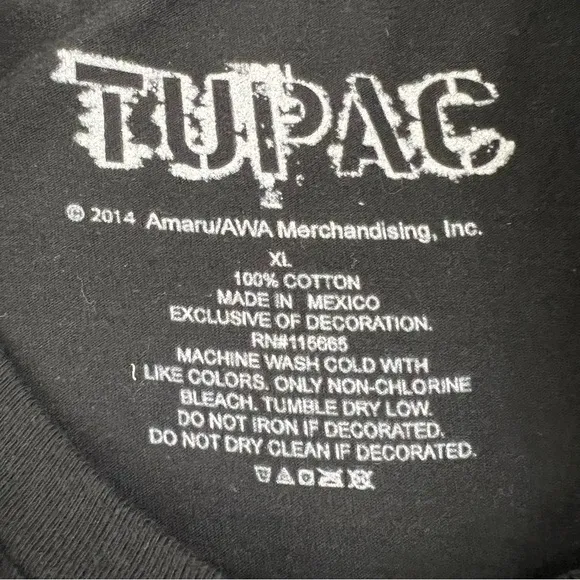 TUPAC
© 2014 Amaru/AWA Merchandising, Inc.
XL
100% COTTON
MADE IN MEXICO
EXCLUSIVE OF DECORATION.
RN#115665
MACHINE WASH COLD WITH
LIKE COLORS. ONLY NON-CHLORINE
BLEACH. TUMBLE DRY LOW.
DO NOT IRON IF DECORATED.
DO NOT DRY CLEAN IF DECORATED.